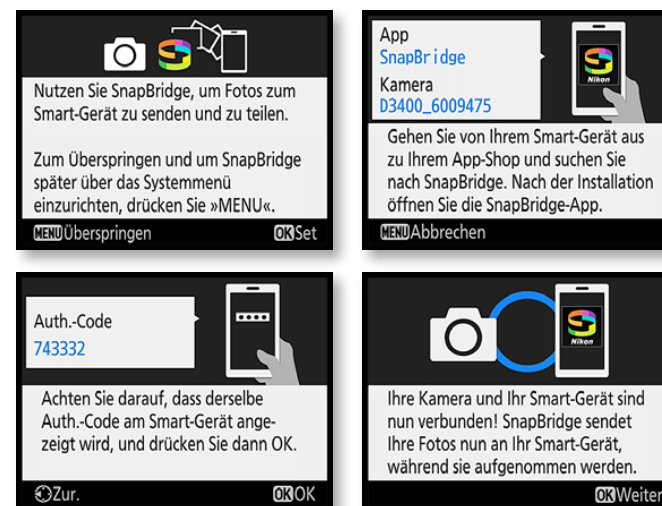 Nutzen Sie SnapBridge, um Fotos zum
Smart-Gerät zu senden und zu teilen.
Zum Überspringen und um SnapBridge
später über das Systemmenü
einzurichten, drücken Sie »MENU«.
MENU Überspringen OK Set
App
SnapBridge
Kamera
D3400_6009475
Nikon
Gehen Sie von Ihrem Smart-Gerät aus
zu Ihrem App-Shop und suchen Sie
nach SnapBridge. Nach der Installation
öffnen Sie die SnapBridge-App.
MENU Abbrechen
Auth.-Code
743332
Achten Sie darauf, dass derselbe
Auth.-Code am Smart-Gerät ange-
zeigt wird, und drücken Sie dann OK.
Zur. OK OK
Nikon
Ihre Kamera und Ihr Smart-Gerät sind
nun verbunden! SnapBridge sendet
Ihre Fotos nun an Ihr Smart-Gerät,
während sie aufgenommen werden.
OK Weiter